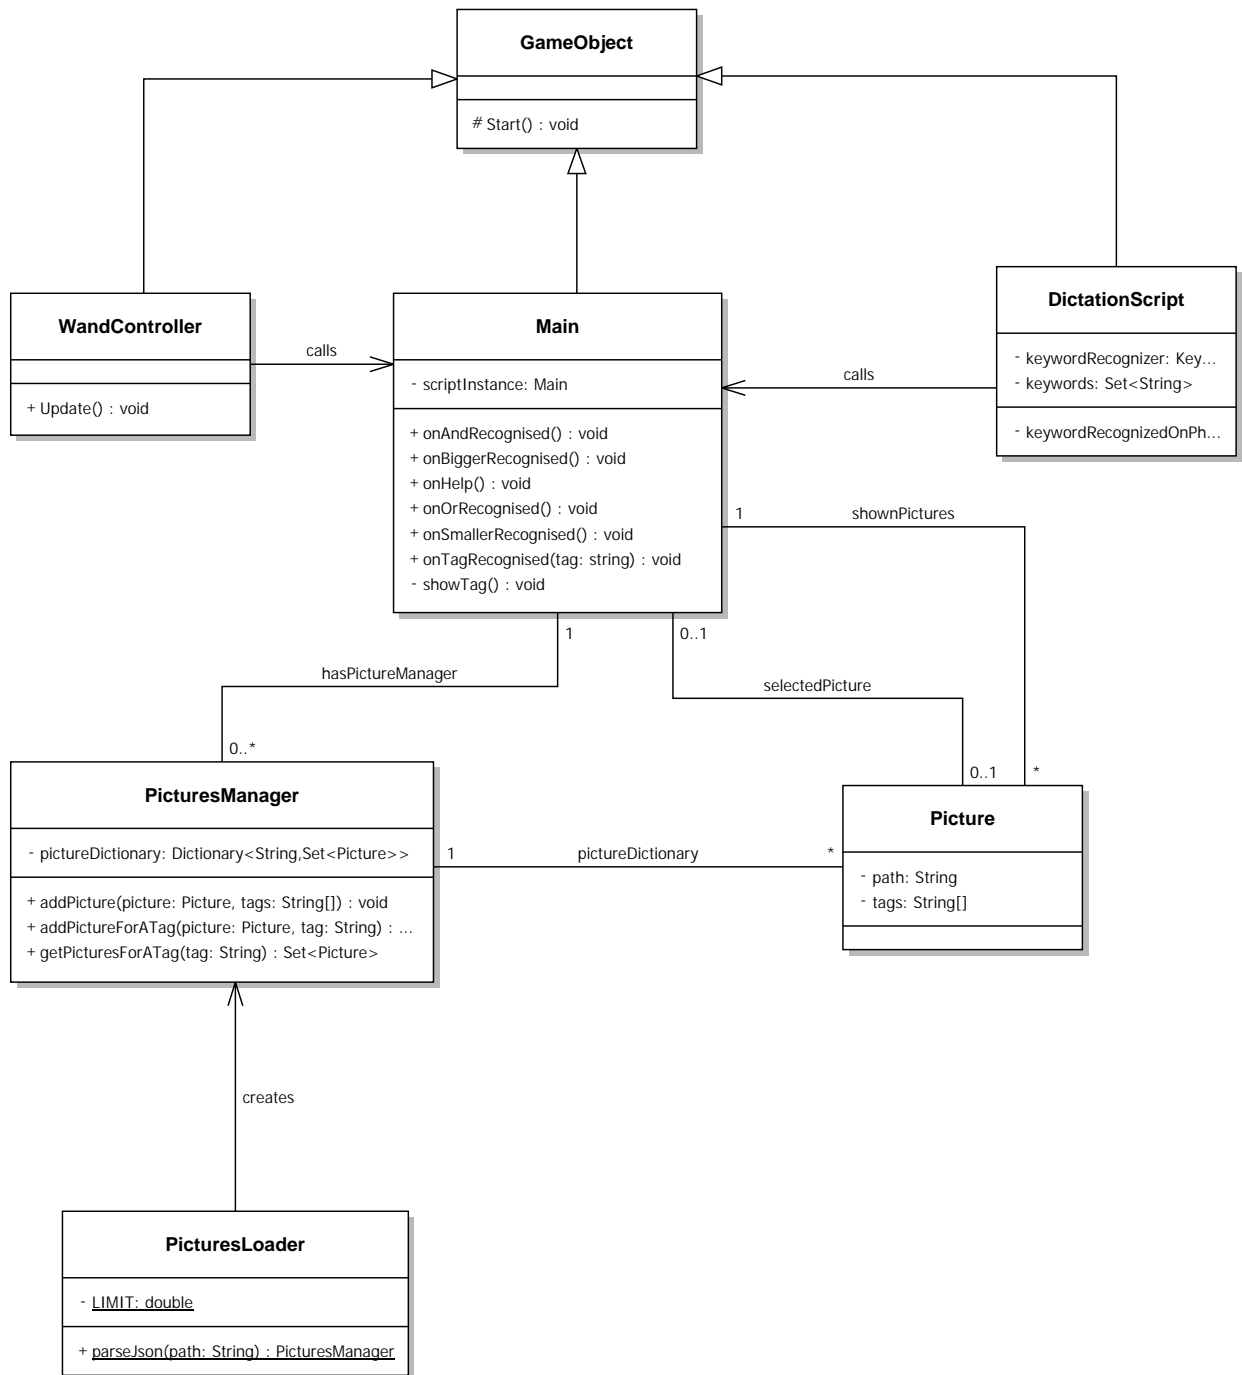 GameObject
# Start() : void
WandController
+ Update() : void
calls
Main
- scriptInstance: Main
+ onAndRecognised() : void
+ onBiggerRecognised() : void
+ onHelp() : void
+ onOrRecognised() : void
+ onSmallerRecognised() : void
+ onTagRecognised(tag: string) : void
- showTag() : void
calls
DictationScript
- keywordRecognizer: Key...
- keywords: Set<String>
- keywordRecognizedOnPh...
1
shownPictures
*
1
hasPictureManager
0..*
0..1
selectedPicture
0..1
PicturesManager
- pictureDictionary: Dictionary<String,Set<Picture>>
+ addPicture(picture: Picture, tags: String[]) : void
+ addPictureForATag(picture: Picture, tag: String) : ...
+ getPicturesForATag(tag: String) : Set<Picture>
1
pictureDictionary
*
Picture
- path: String
- tags: String[]
creates
PicturesLoader
- LIMIT: double
+ parseJson(path: String) : PicturesManager